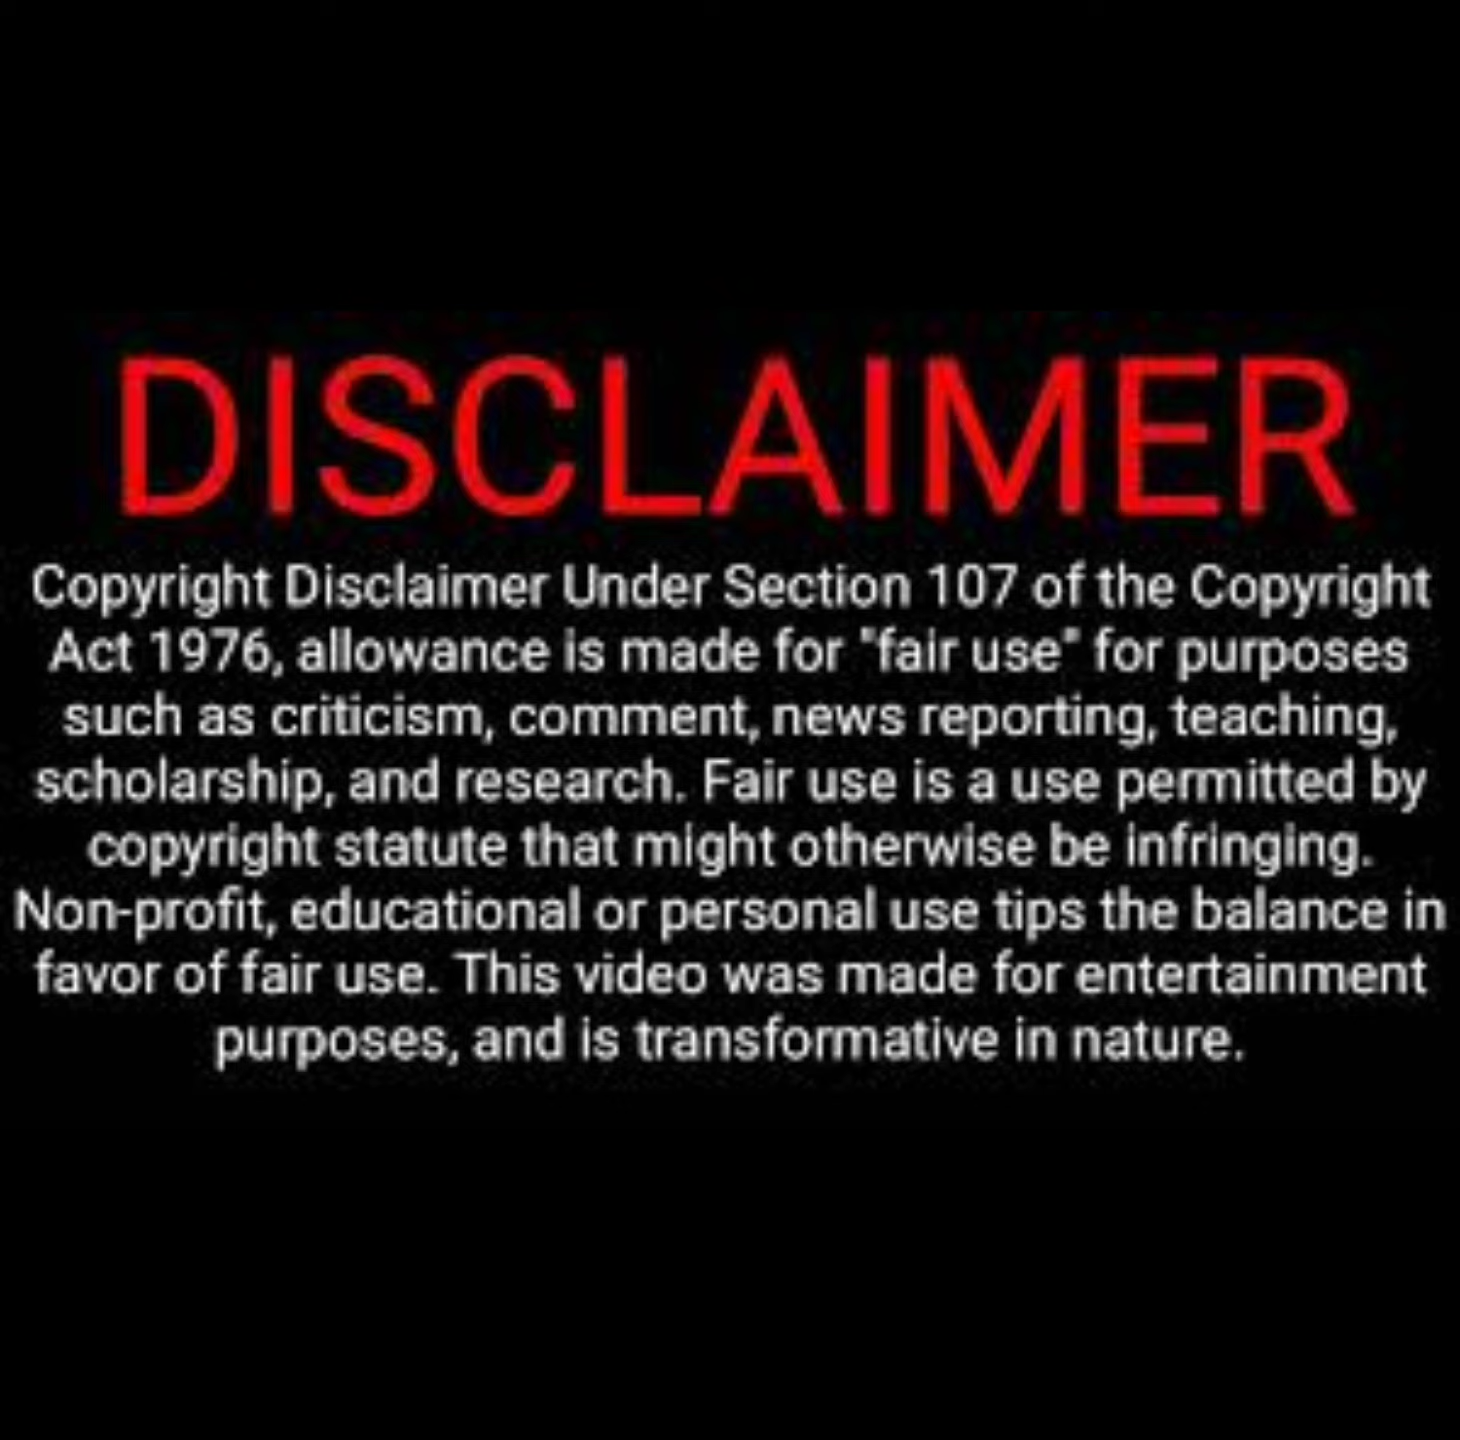 DISCLAIMER
Copyright Disclaimer Under Section 107 of the Copyright
Act 1976, allowance is made for "fair use" for purposes
such as criticism, comment, news reporting, teaching,
scholarship, and research. Fair use is a use permitted by
copyright statute that might otherwise be infringing.
Non-profit, educational or personal use tips the balance in
favor of fair use. This video was made for entertainment
purposes, and is transformative in nature.